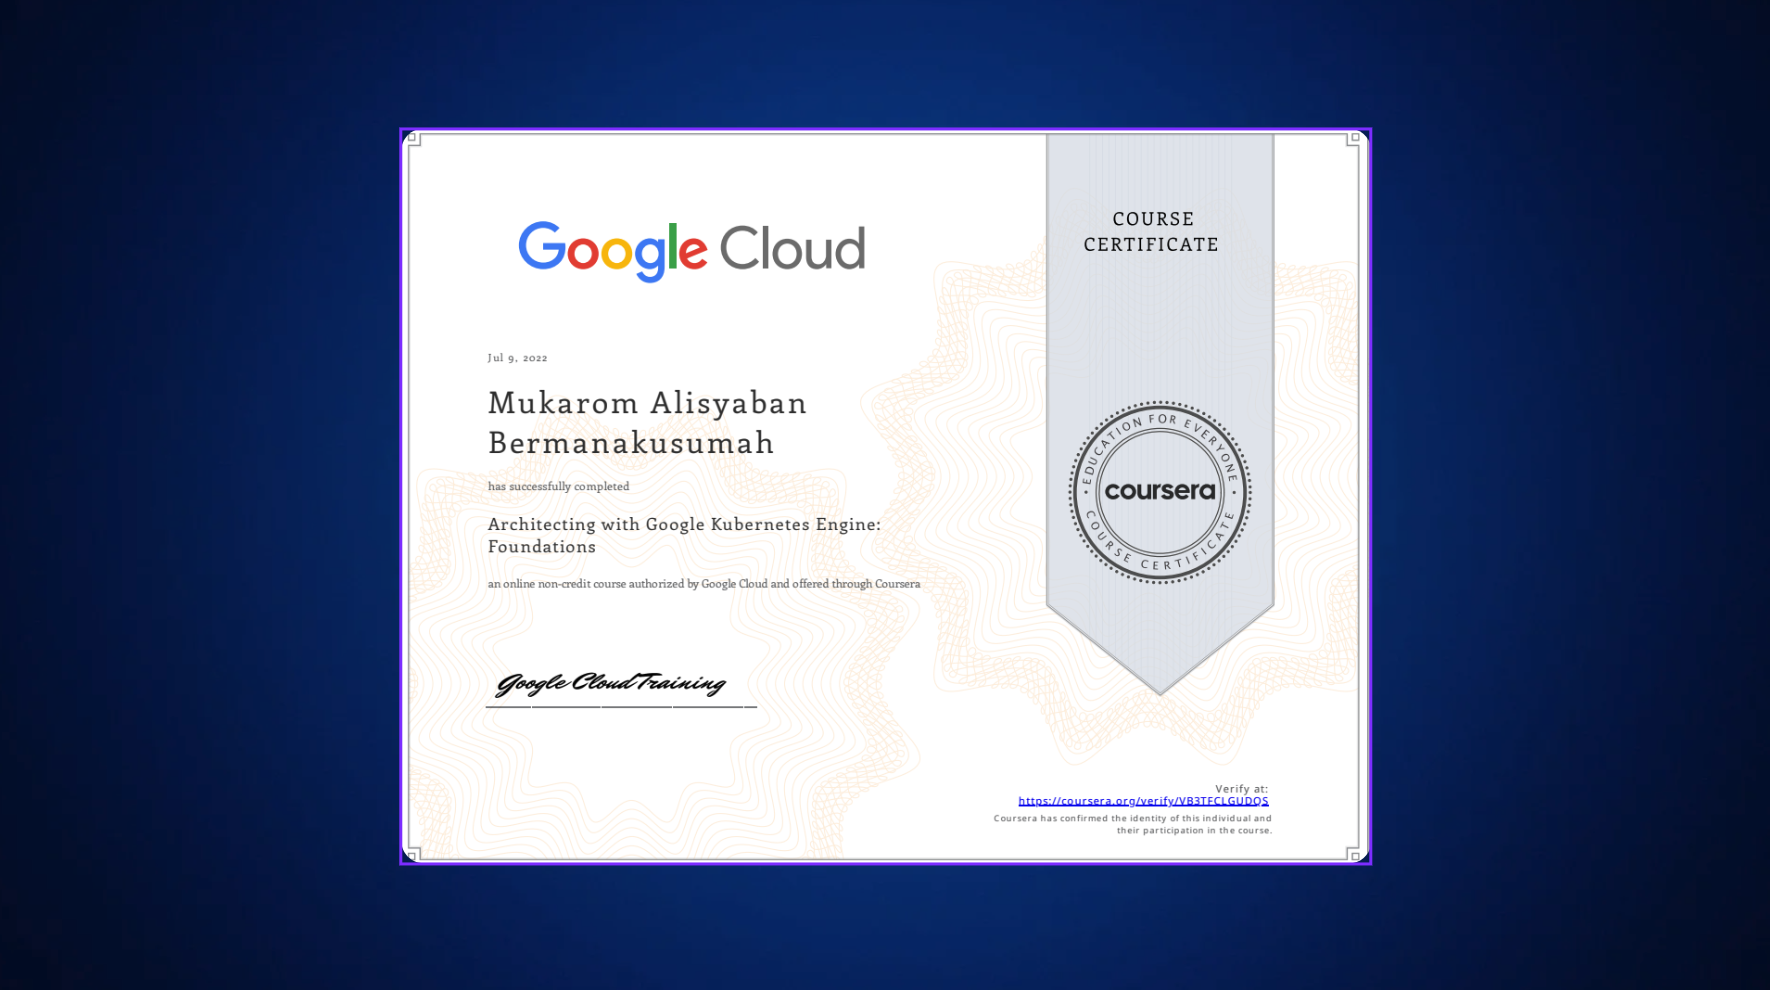 COURSE
CERTIFICATE
Google Cloud
Jul 9, 2022
Mukarom Alisyaban
Bermanakusumah
has successfully completed
Architecting with Google Kubernetes Engine:
Foundations
an online non-credit course authorized by Google Cloud and offered through Coursera
EDUCATION FOR EVERYONE
coursera
COURSE CERTIFICATE
Google Cloud Training
Verify at:
https://coursera.org/verify/VB3TFCLGUDQS
Coursera has confirmed the identity of this individual and
their participation in the course.